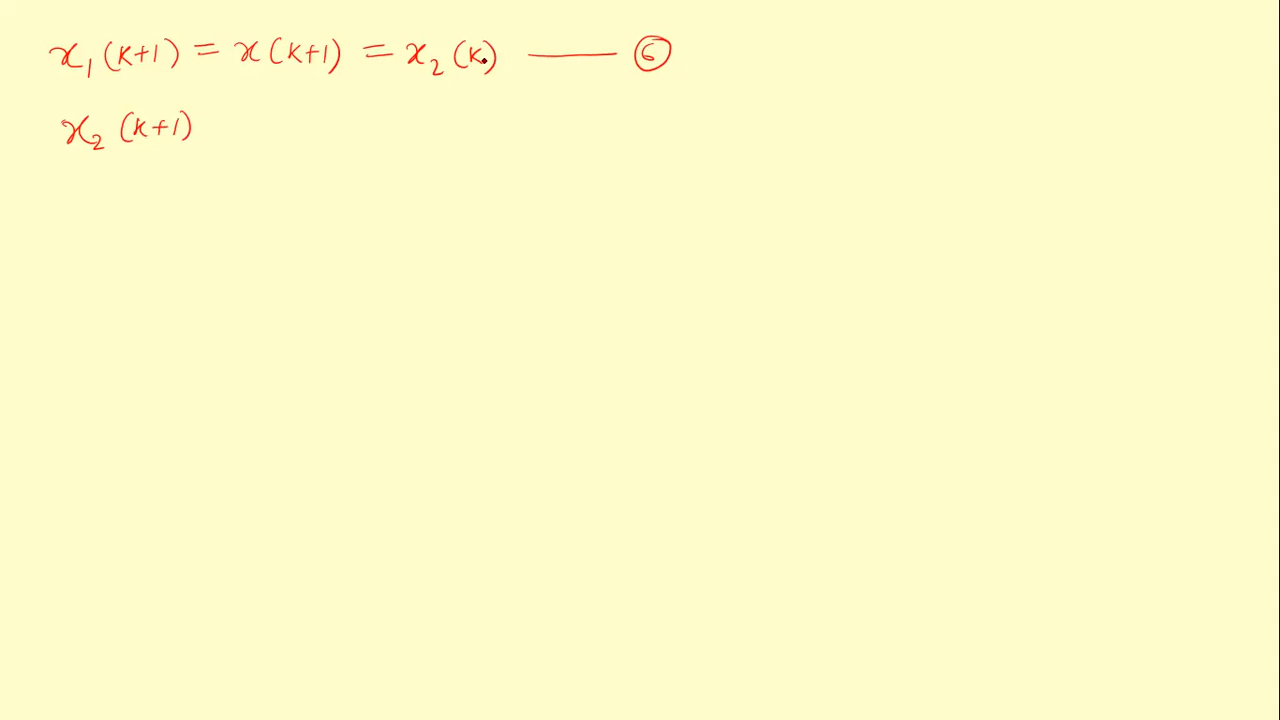 x₁(k+1) = x(k+1) = x₂(k) —— ⑥
x₂(k+1)